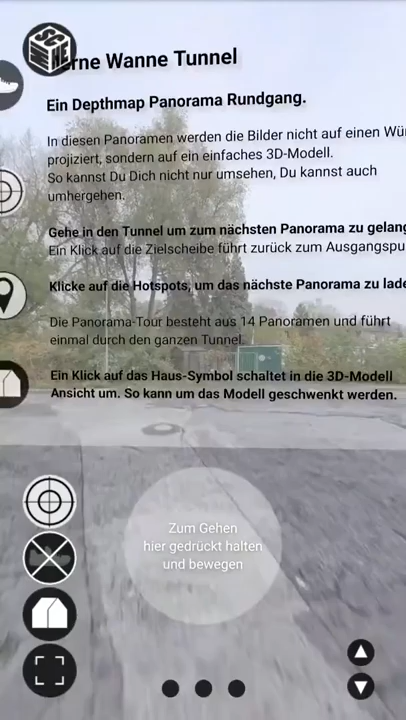 rne Wanne Tunnel
Ein Depthmap Panorama Rundgang.
In diesen Panoramen werden die Bilder nicht auf einen Wür
projiziert, sondern auf ein einfaches 3D-Modell.
So kannst Du Dich nicht nur umsehen, Du kannst auch
umhergehen.
Gehe in den Tunnel um zum nächsten Panorama zu gelang
Ein Klick auf die Zielscheibe führt zurück zum Ausgangspu
Klicke auf die Hotspots, um das nächste Panorama zu lade
Die Panorama-Tour besteht aus 14 Panoramen und führt
einmal durch den ganzen Tunnel.
Ein Klick auf das Haus-Symbol schaltet in die 3D-Modell
Ansicht um. So kann um das Modell geschwenkt werden.
Zum Gehen
hier gedrückt halten
und bewegen